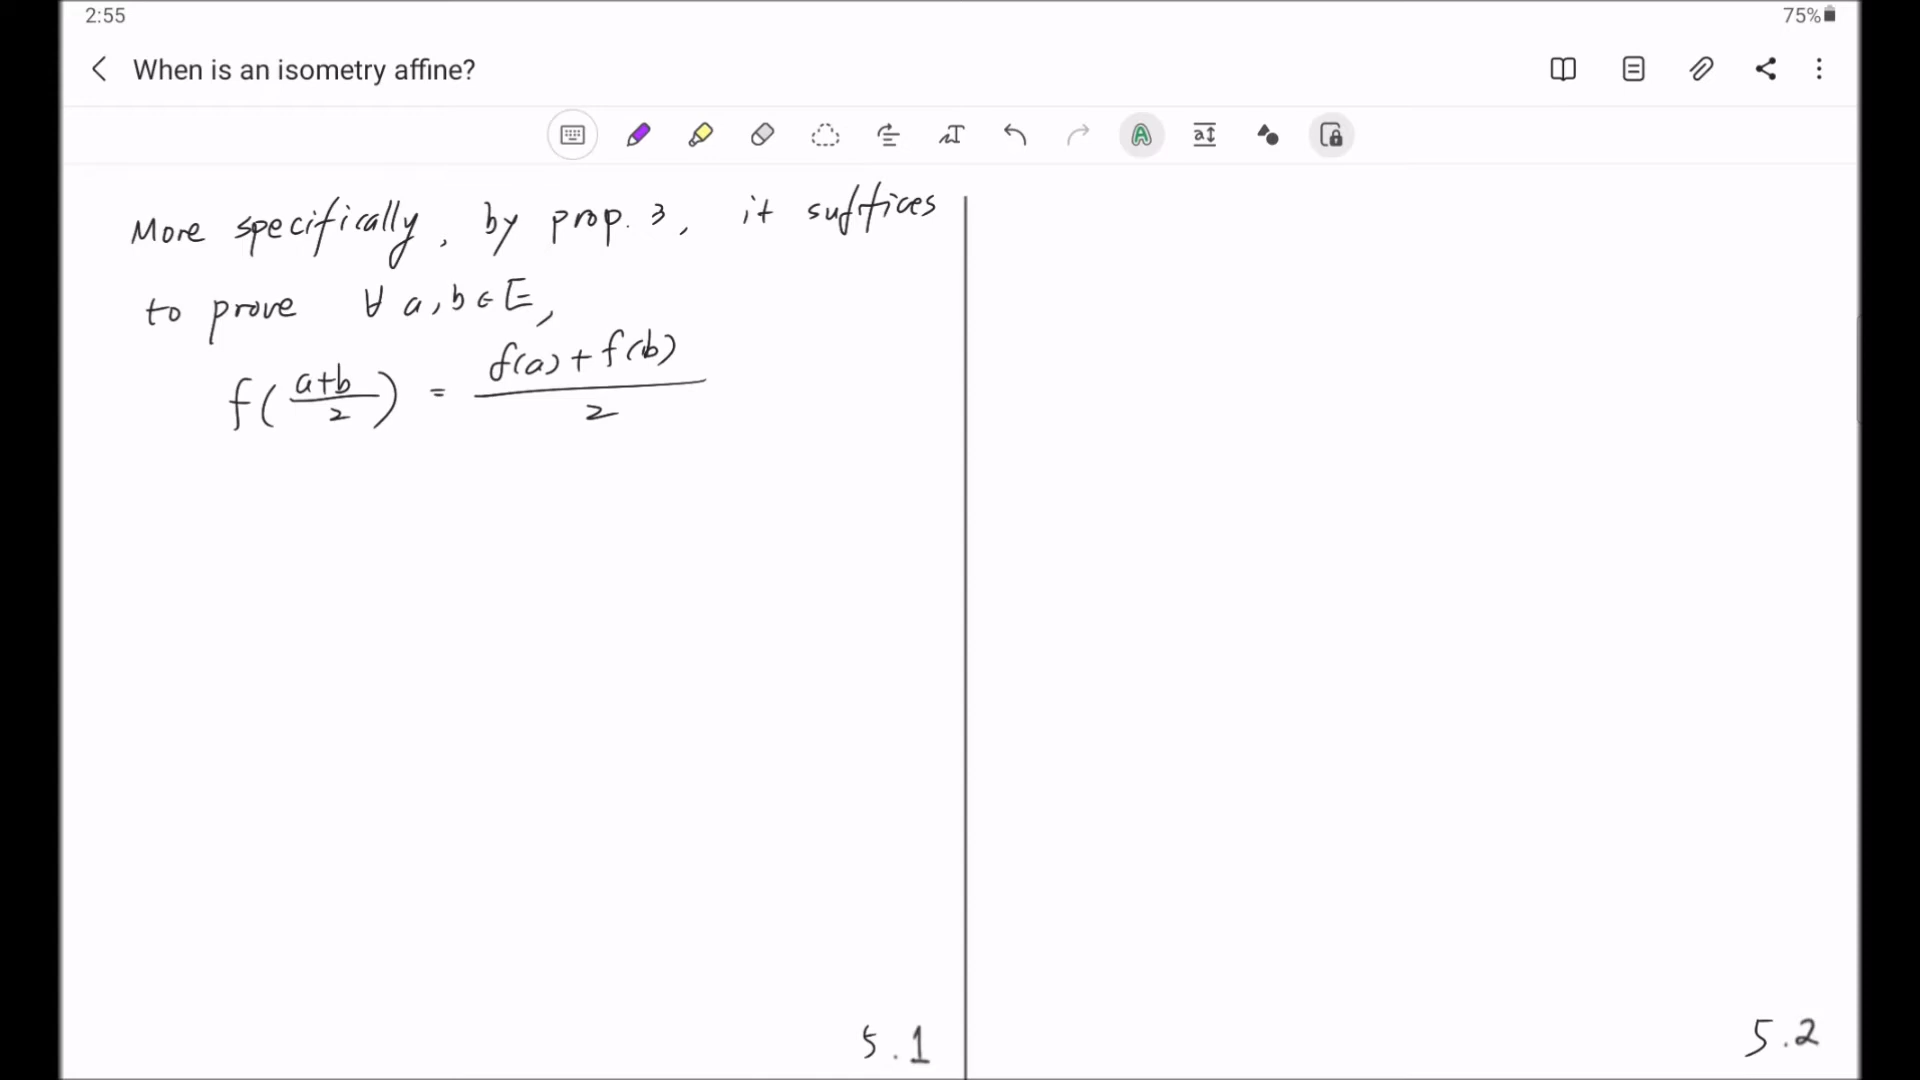 2:55
75%
When is an isometry affine?
More specifically, by prop. 3, it suffices
to prove ∀ a, b ∈ E,
f((a+b)/2) = (f(a) + f(b))/2
5.1
5.2